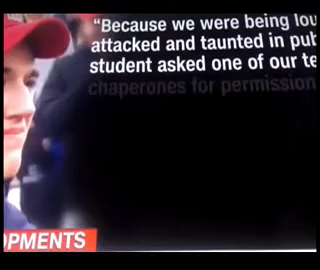 “Because we were being lou
attacked and taunted in pub
student asked one of our te
chaperones for permission
OPMENTS